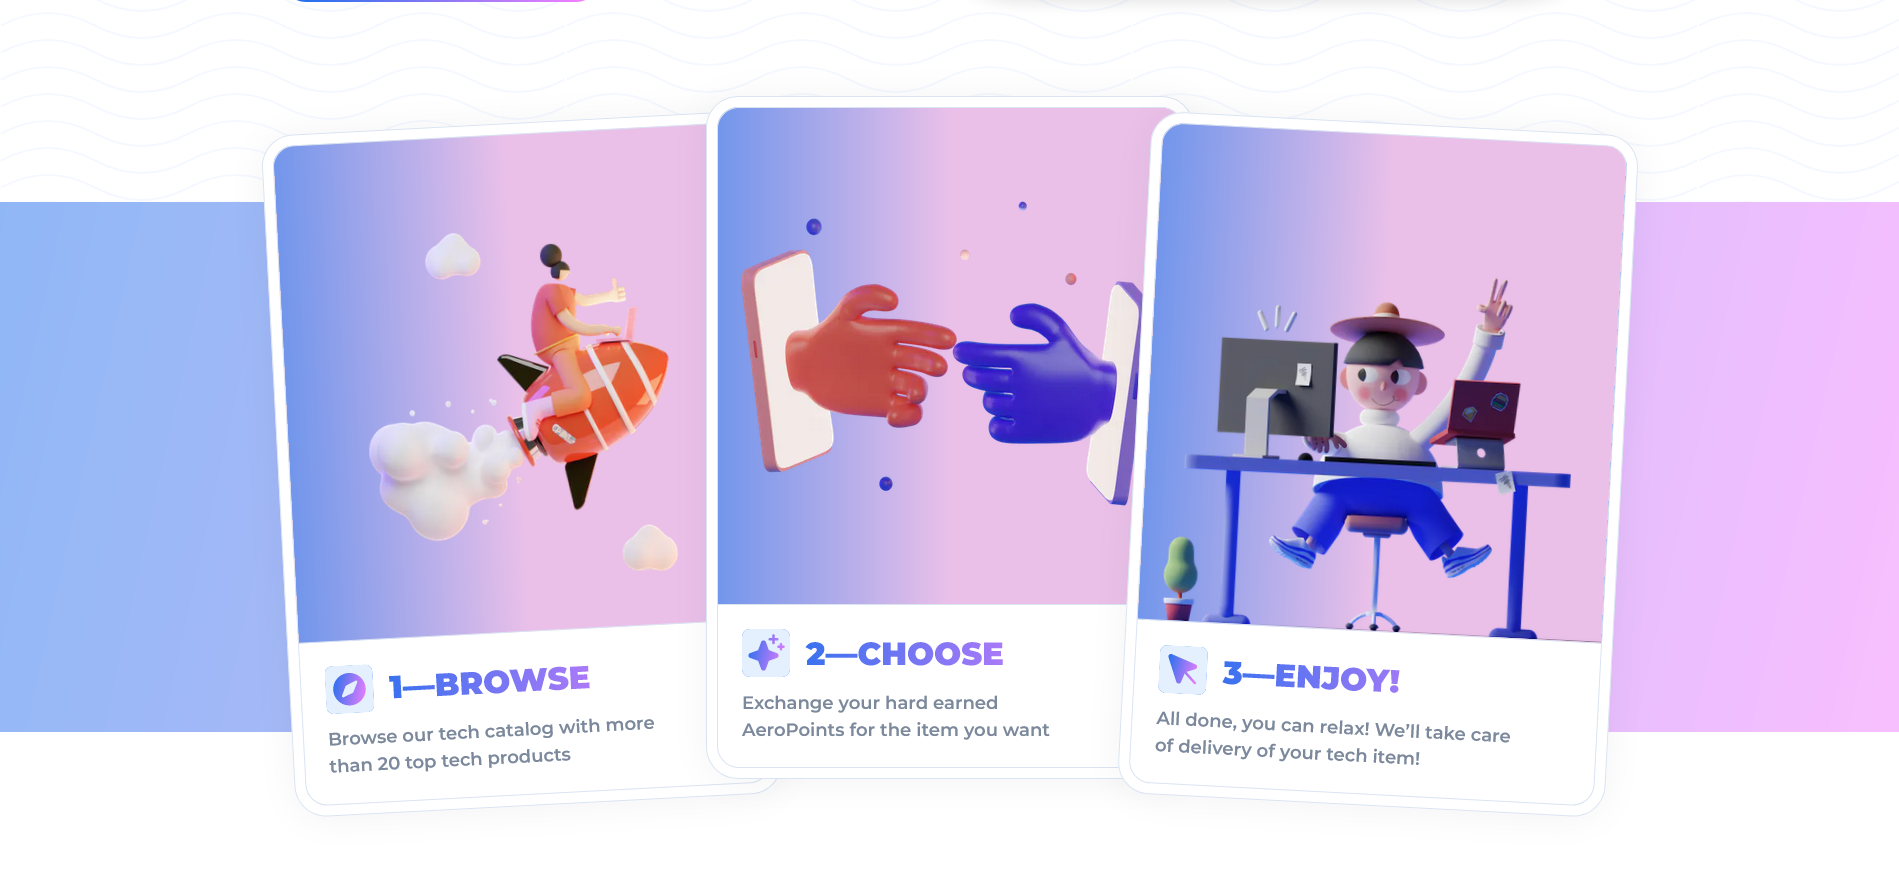 1—BROWSE
Browse our tech catalog with more
than 20 top tech products
2—CHOOSE
Exchange your hard earned
AeroPoints for the item you want
3—ENJOY!
All done, you can relax! We’ll take care
of delivery of your tech item!